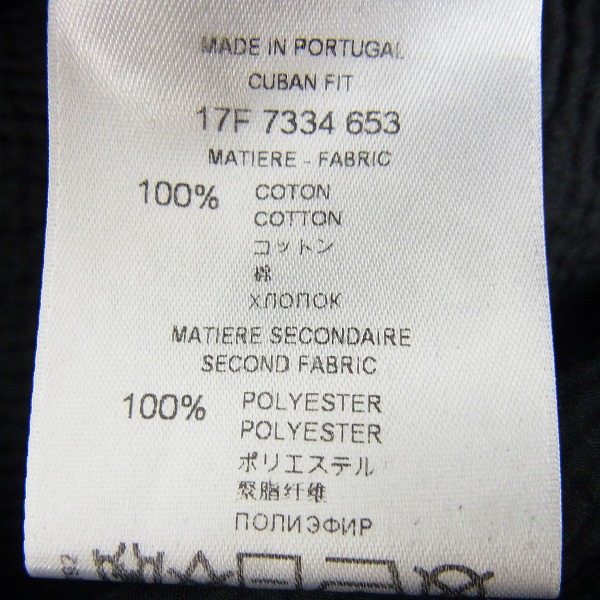 MADE IN PORTUGAL
CUBAN FIT
17F 7334 653
MATIERE - FABRIC
100% COTON
COTTON
コットン
棉
ХЛОПОК
MATIERE SECONDAIRE
SECOND FABRIC
100% POLYESTER
POLYESTER
ポリエステル
聚脂纤维
ПОЛИЭФИР